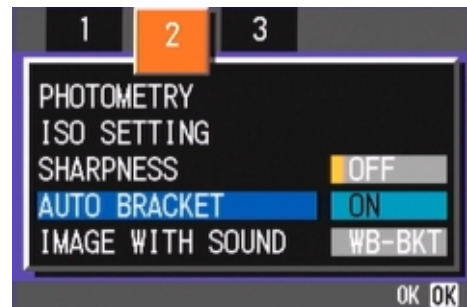 1 2 3
PHOTOMETRY
ISO SETTING
SHARPNESS OFF
AUTO BRACKET ON
IMAGE WITH SOUND WB-BKT
OK OK